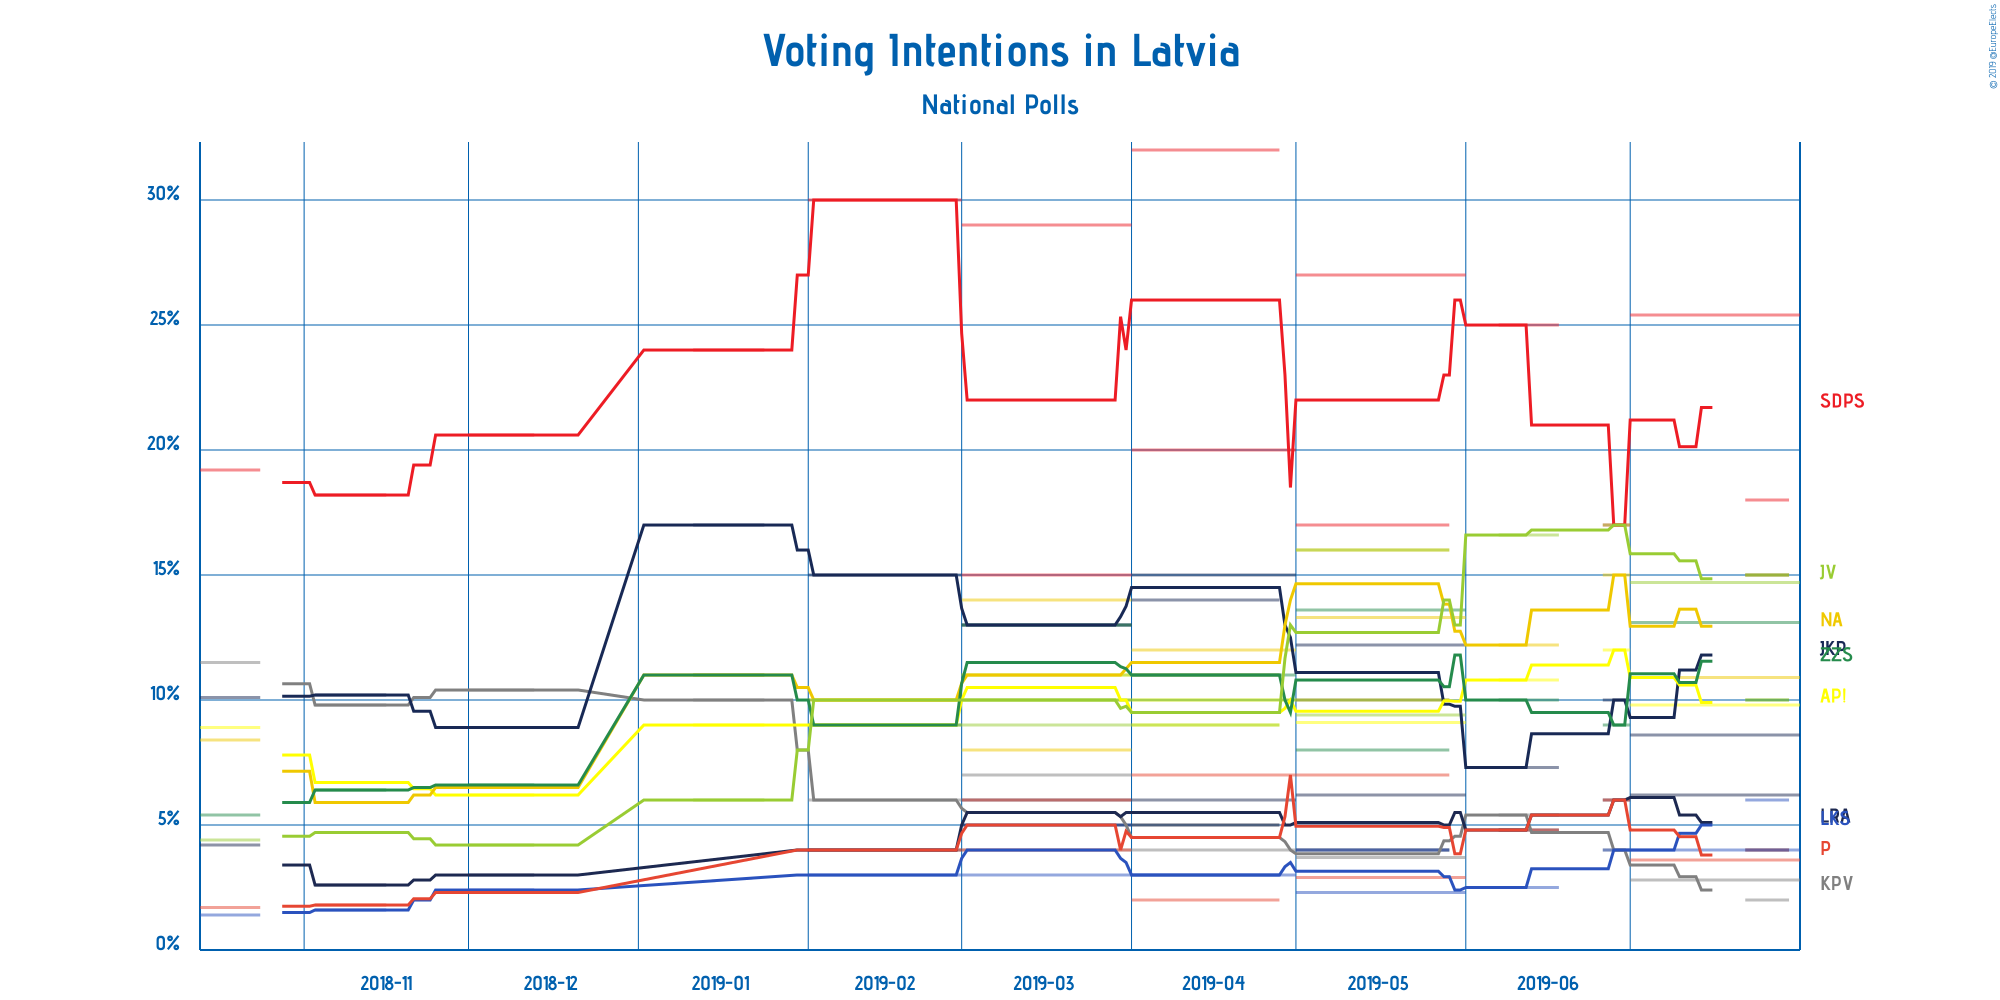 Voting Intentions in Latvia
National Polls
© 2019 @EuropeElects
30%
25%
20%
15%
10%
5%
0%
SDPS
JV
NA
JKP
ZZS
API
LRA
LKS
P
KPV
2018-11
2018-12
2019-01
2019-02
2019-03
2019-04
2019-05
2019-06